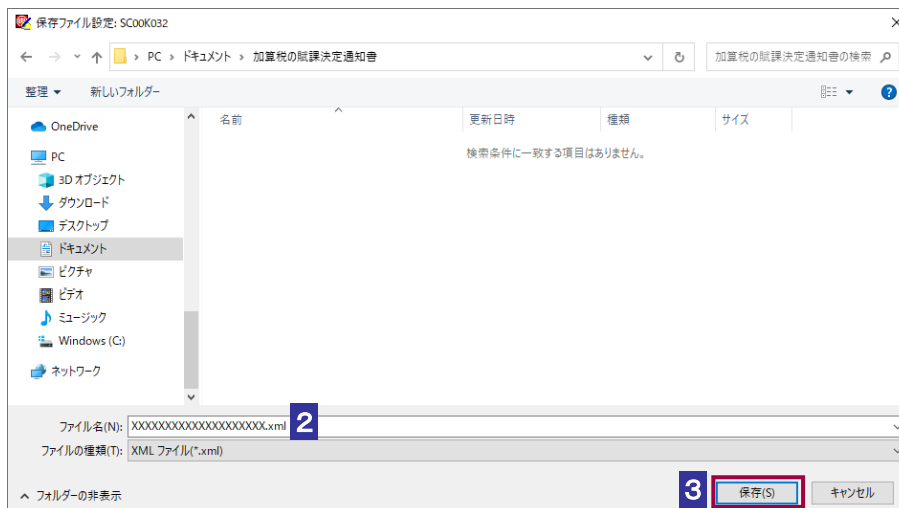 保存ファイル設定: SC00K032
PC › ドキュメント › 加算税の賦課決定通知書
加算税の賦課決定通知書の検索
整理
新しいフォルダー
名前 更新日時 種類 サイズ
検索条件に一致する項目はありません。
OneDrive
PC
3D オブジェクト
ダウンロード
デスクトップ
ドキュメント
ピクチャ
ビデオ
ミュージック
Windows (C:)
ネットワーク
ファイル名(N): XXXXXXXXXXXXXXXXXXXX.xml 2
ファイルの種類(T): XML ファイル(*.xml)
フォルダーの非表示
3 保存(S) キャンセル